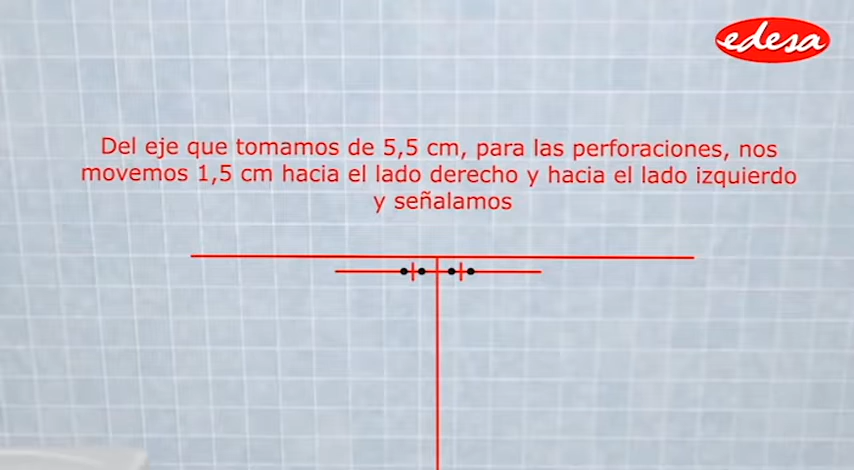 edesa
Del eje que tomamos de 5,5 cm, para las perforaciones, nos
movemos 1,5 cm hacia el lado derecho y hacia el lado izquierdo
y señalamos